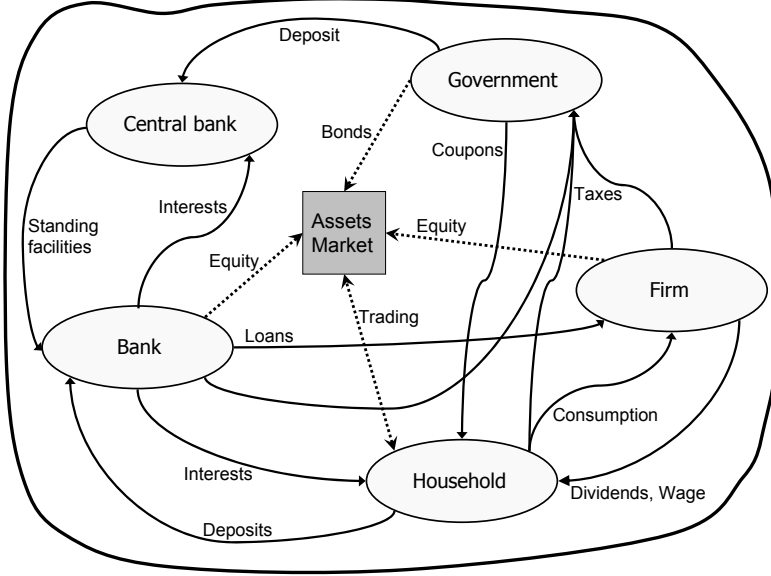 Deposit
Government
Central bank
Bonds
Coupons
Interests
Taxes
Standing
facilities
Assets
Market
Equity
Equity
Firm
Trading
Bank
Loans
Consumption
Interests
Household
Dividends, Wage
Deposits